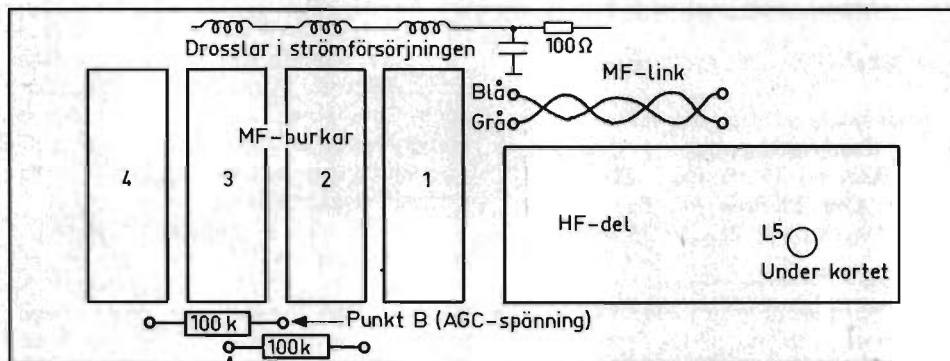 100Ω
Drosslar i strömförsörjningen
MF-link
Blå
Grå
MF-burkar
4
3
2
1
HF-del
L5
Under kortet
100 k
Punkt B (AGC-spänning)
100k